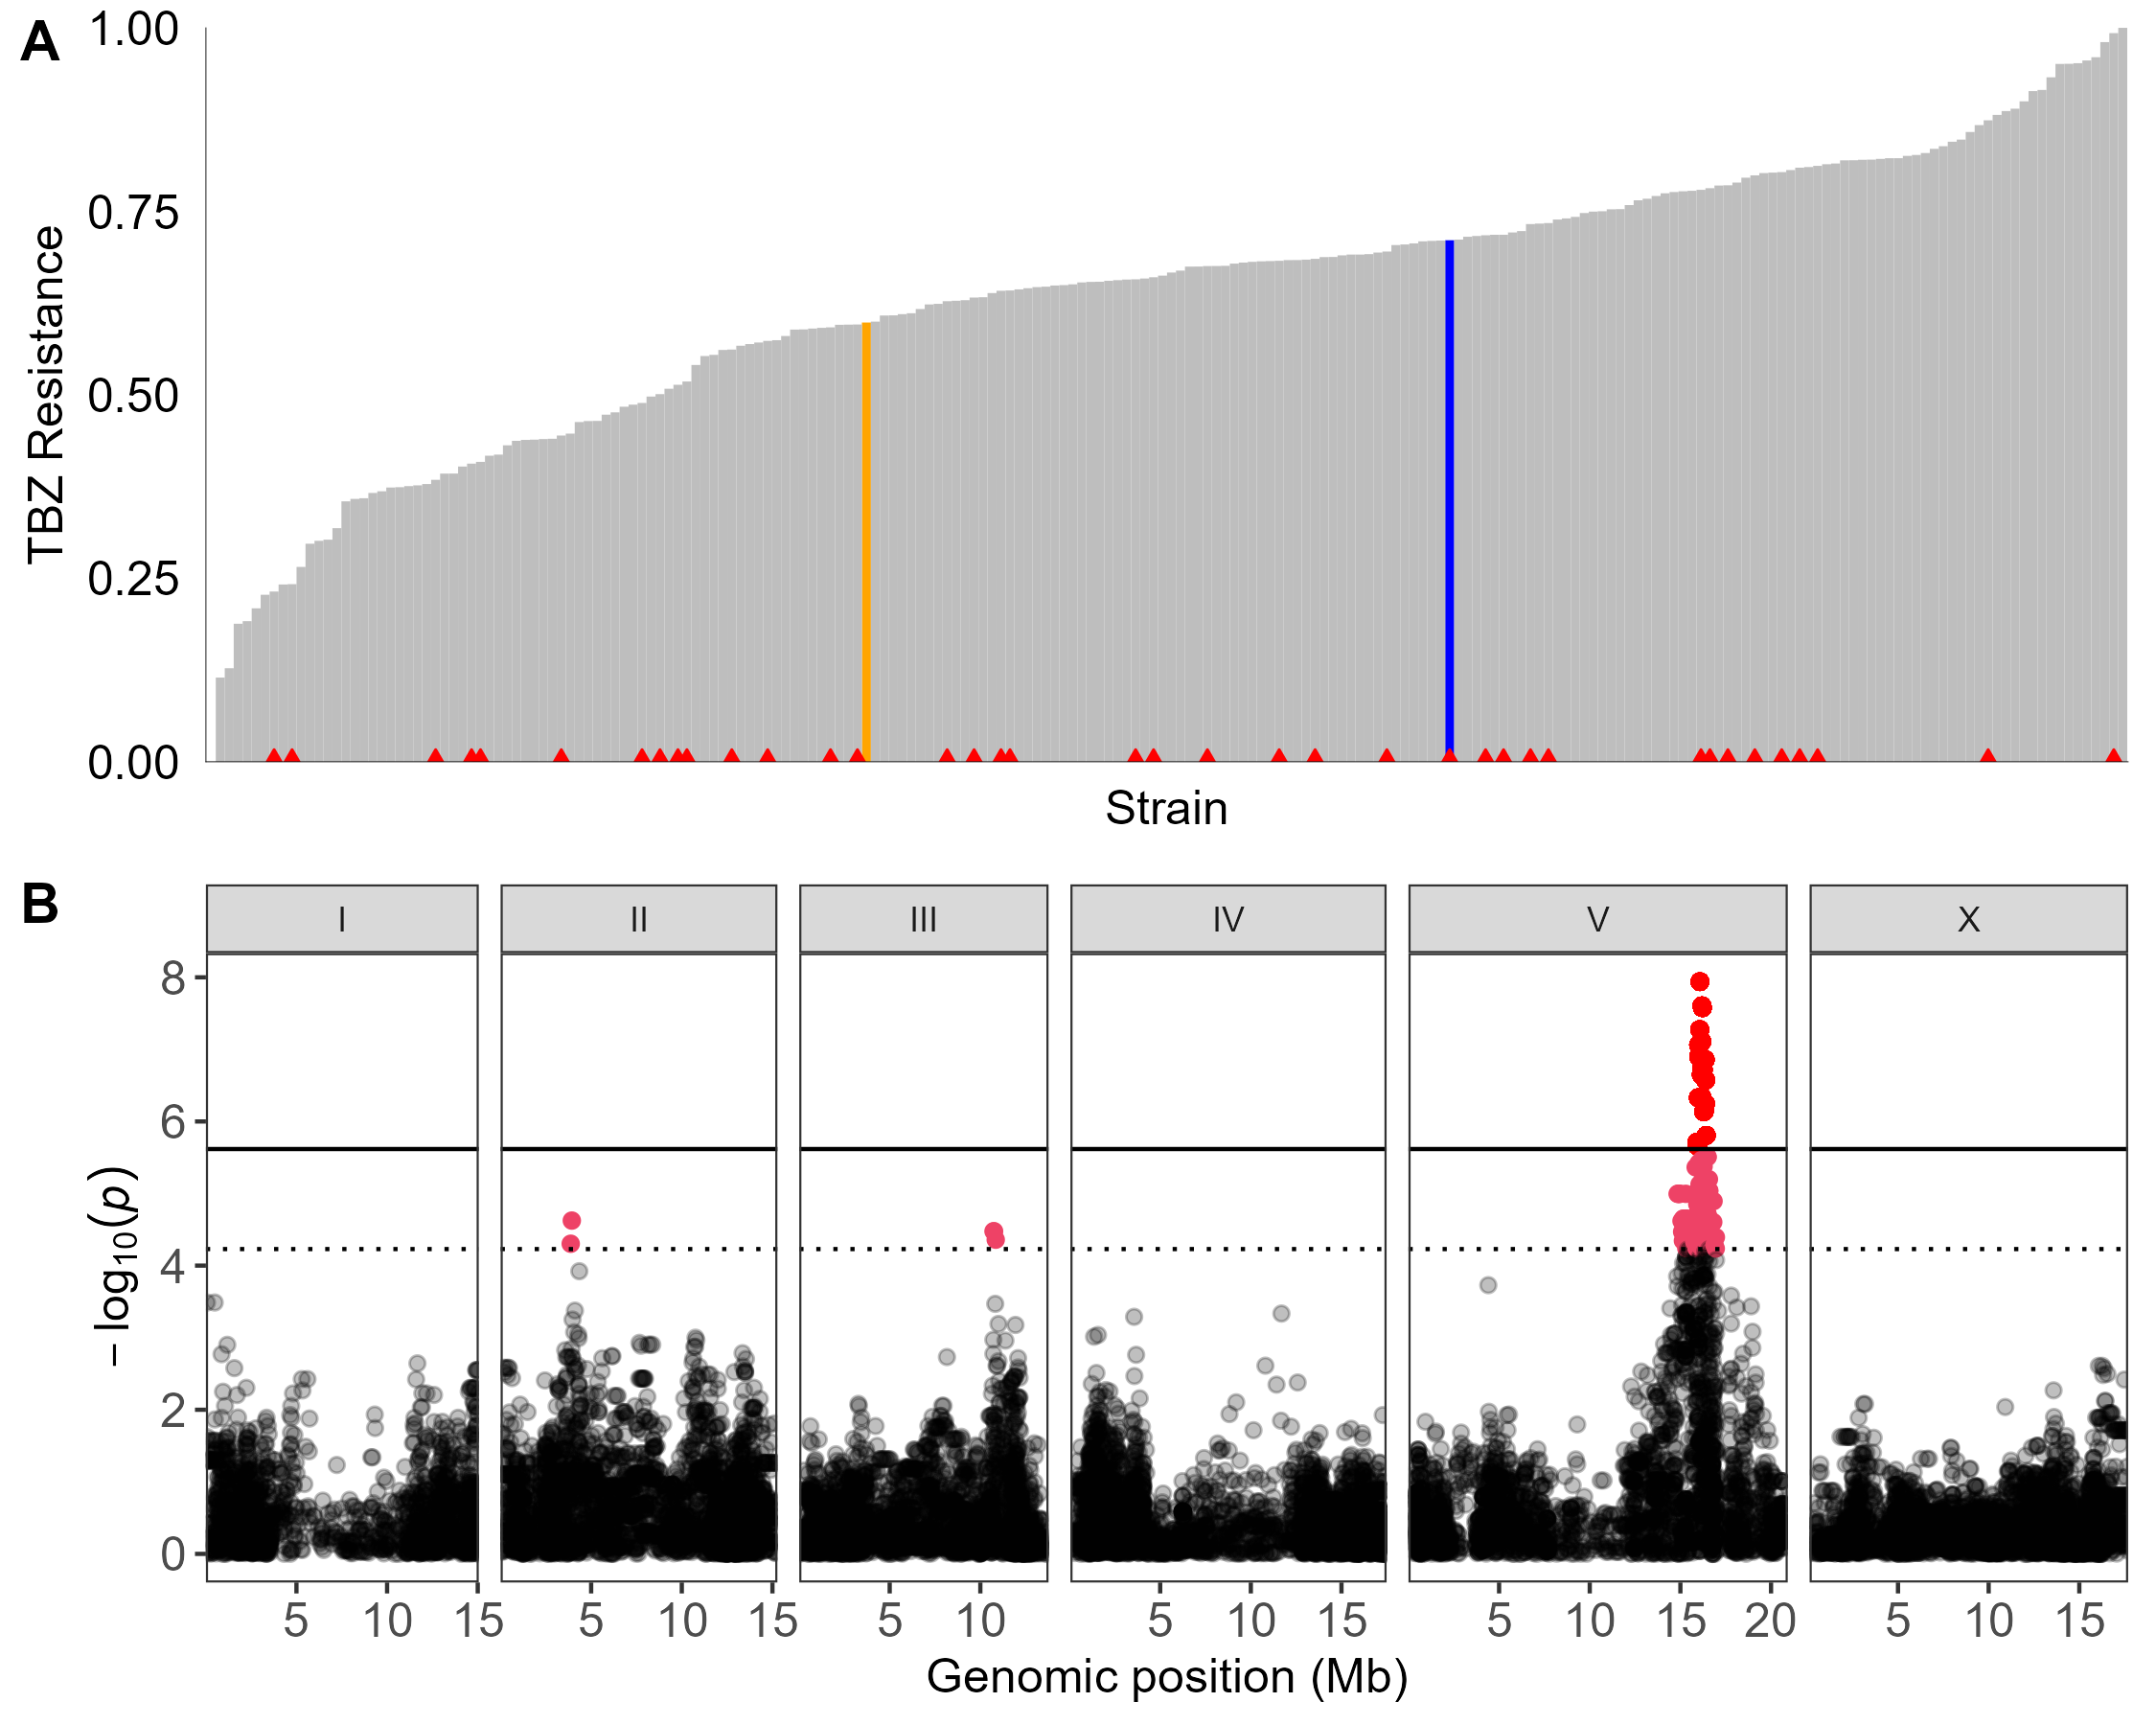 A
1.00
0.75
0.50
0.25
0.00
TBZ Resistance
Strain
B
I II III IV V X
8
6
4
2
0
− log10(p)
5 10 15 5 10 15 5 10 5 10 15 5 10 15 20 5 10 15
Genomic position (Mb)